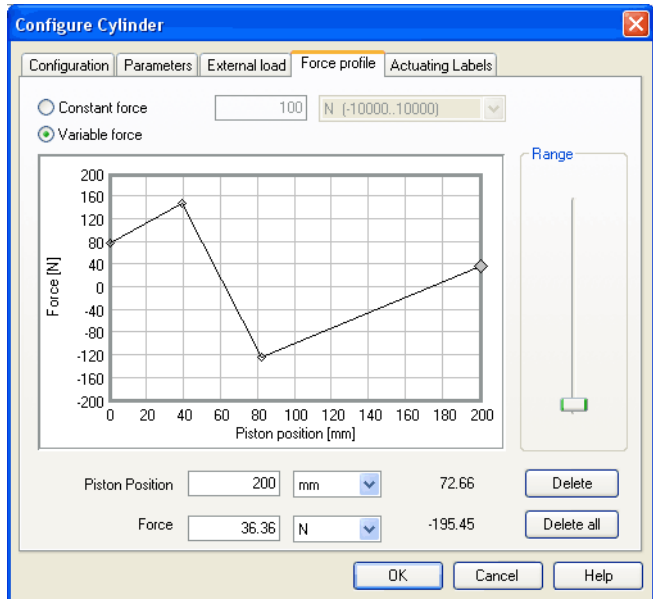 Configure Cylinder
Configuration Parameters External load Force profile Actuating Labels
Constant force 100 N (-10000..10000)
Variable force
Range
200
160
120
80
40
0
-40
-80
-120
-160
-200
Force [N]
0 20 40 60 80 100 120 140 160 180 200
Piston position [mm]
Piston Position 200 mm 72.66 Delete
Force 36.36 N -195.45 Delete all
OK Cancel Help